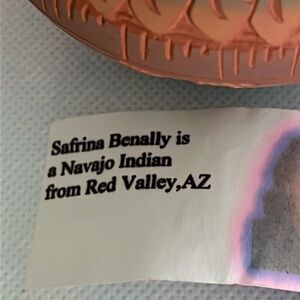 Safrina Benally is
a Navajo Indian
from Red Valley,AZ